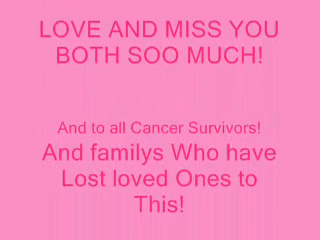 LOVE AND MISS YOU
BOTH SOO MUCH!
And to all Cancer Survivors!
And familys Who have
Lost loved Ones to
This!